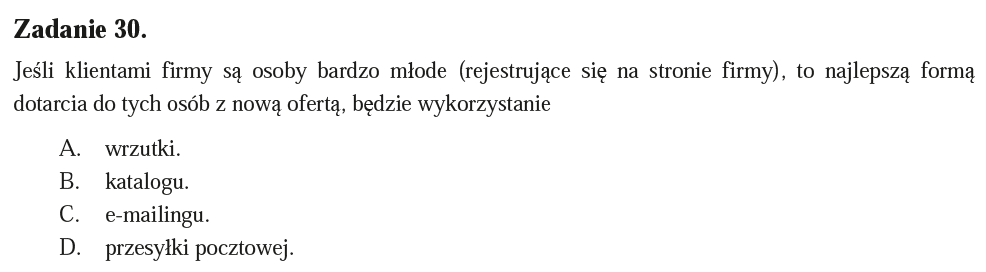 Zadanie 30.
Jeśli klientami firmy są osoby bardzo młode (rejestrujące się na stronie firmy), to najlepszą formą
dotarcia do tych osób z nową ofertą, będzie wykorzystanie
A. wrzutki.
B. katalogu.
C. e-mailingu.
D. przesyłki pocztowej.